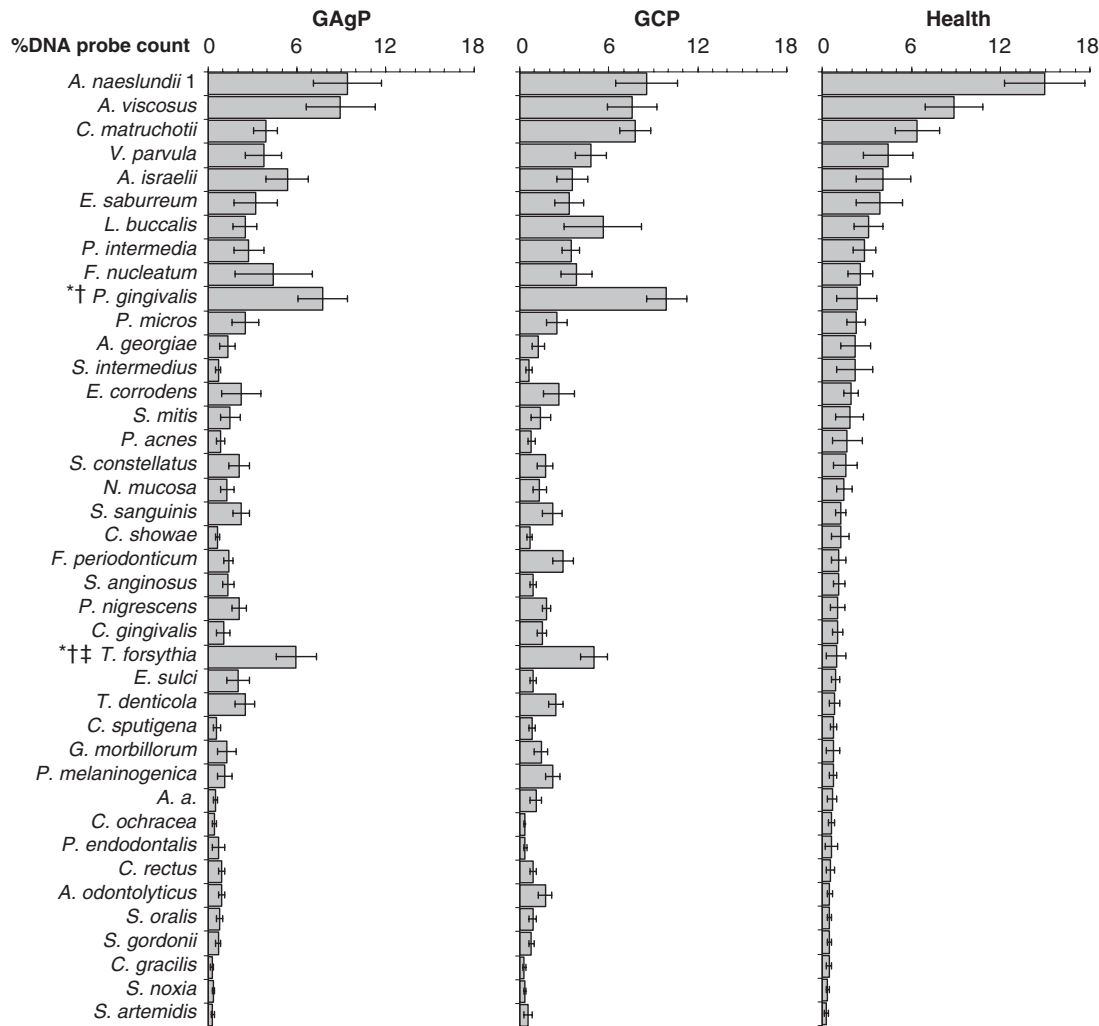 GAgP GCP Health
%DNA probe count 0 6 12 18 0 6 12 18 0 6 12 18
A. naeslundii 1
A. viscosus
C. matruchotii
V. parvula
A. israelii
E. saburreum
L. buccalis
P. intermedia
F. nucleatum
*† P. gingivalis
P. micros
A. georgiae
S. intermedius
E. corrodens
S. mitis
P. acnes
S. constellatus
N. mucosa
S. sanguinis
C. showae
F. periodonticum
S. anginosus
P. nigrescens
C. gingivalis
*†‡ T. forsythia
E. sulci
T. denticola
C. sputigena
G. morbillorum
P. melaninogenica
A. a.
C. ochracea
P. endodontalis
C. rectus
A. odontolyticus
S. oralis
S. gordonii
C. gracilis
S. noxia
S. artemidis